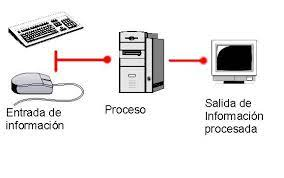 Entrada de
información
Proceso
Salida de
Información
procesada